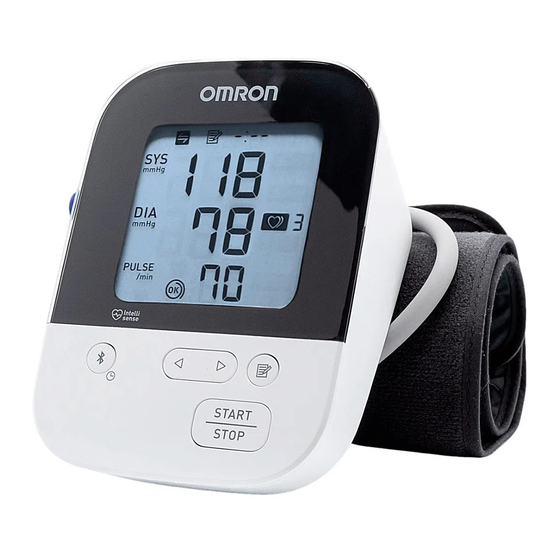 OMRON
-:--
SYS
mmHg
118
DIA
mmHg
78
3
PULSE
/min
OK
70
Intelli
sense
START
STOP